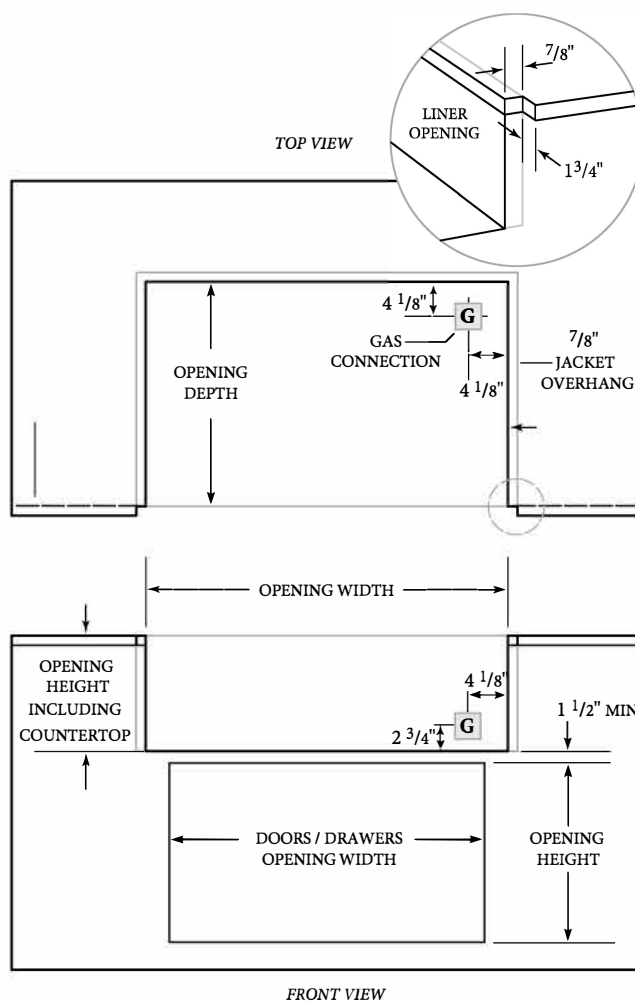 7/8"
LINER
OPENING
1 3/4"
TOP VIEW
4 1/8"
G
GAS
CONNECTION
7/8"
JACKET
OVERHANG
OPENING
DEPTH
4 1/8"
OPENING WIDTH
OPENING
HEIGHT
INCLUDING
COUNTERTOP
4 1/8"
G
2 3/4"
1 1/2" MIN
DOORS / DRAWERS
OPENING WIDTH
OPENING
HEIGHT
FRONT VIEW